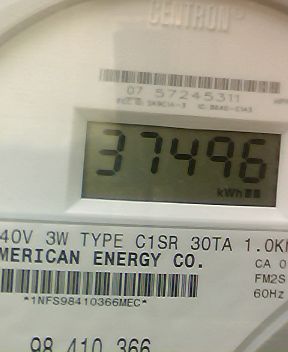 CENTRON®
07 57245311
37496
kWh
40V 3W TYPE C1SR 30TA 1.0K
MERICAN ENERGY CO.
CA 0
FM2S
60Hz
*1NFS98410366MEC*
98 410 366